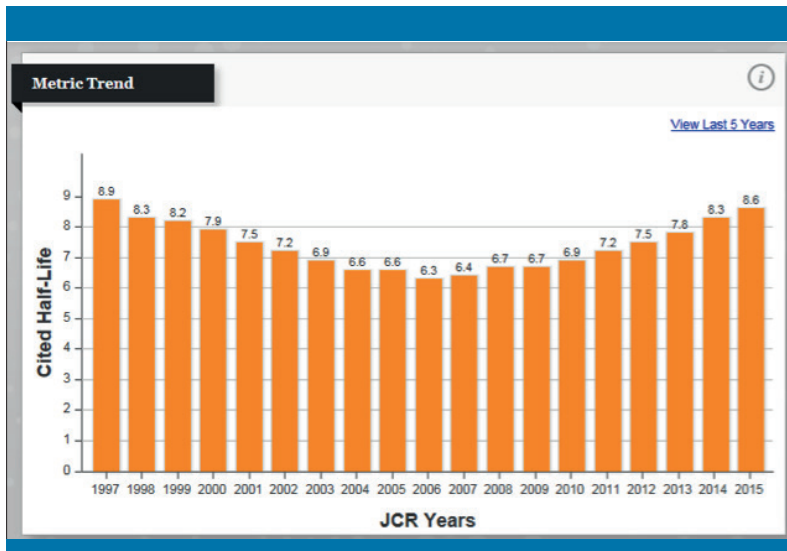 Metric Trend
i
View Last 5 Years
Cited Half-Life
9
8
7
6
5
4
3
2
1
0
8.9 8.3 8.2 7.9 7.5 7.2 6.9 6.6 6.6 6.3 6.4 6.7 6.7 6.9 7.2 7.5 7.8 8.3 8.6
1997 1998 1999 2000 2001 2002 2003 2004 2005 2006 2007 2008 2009 2010 2011 2012 2013 2014 2015
JCR Years